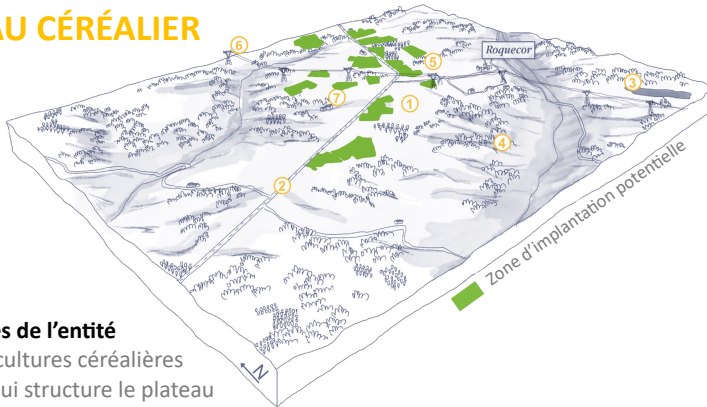 AU CÉRÉALIER
6
5
Roquecor
3
7
1
4
2
Zone d'implantation potentielle
es de l'entité
cultures céréalières
ui structure le plateau
N